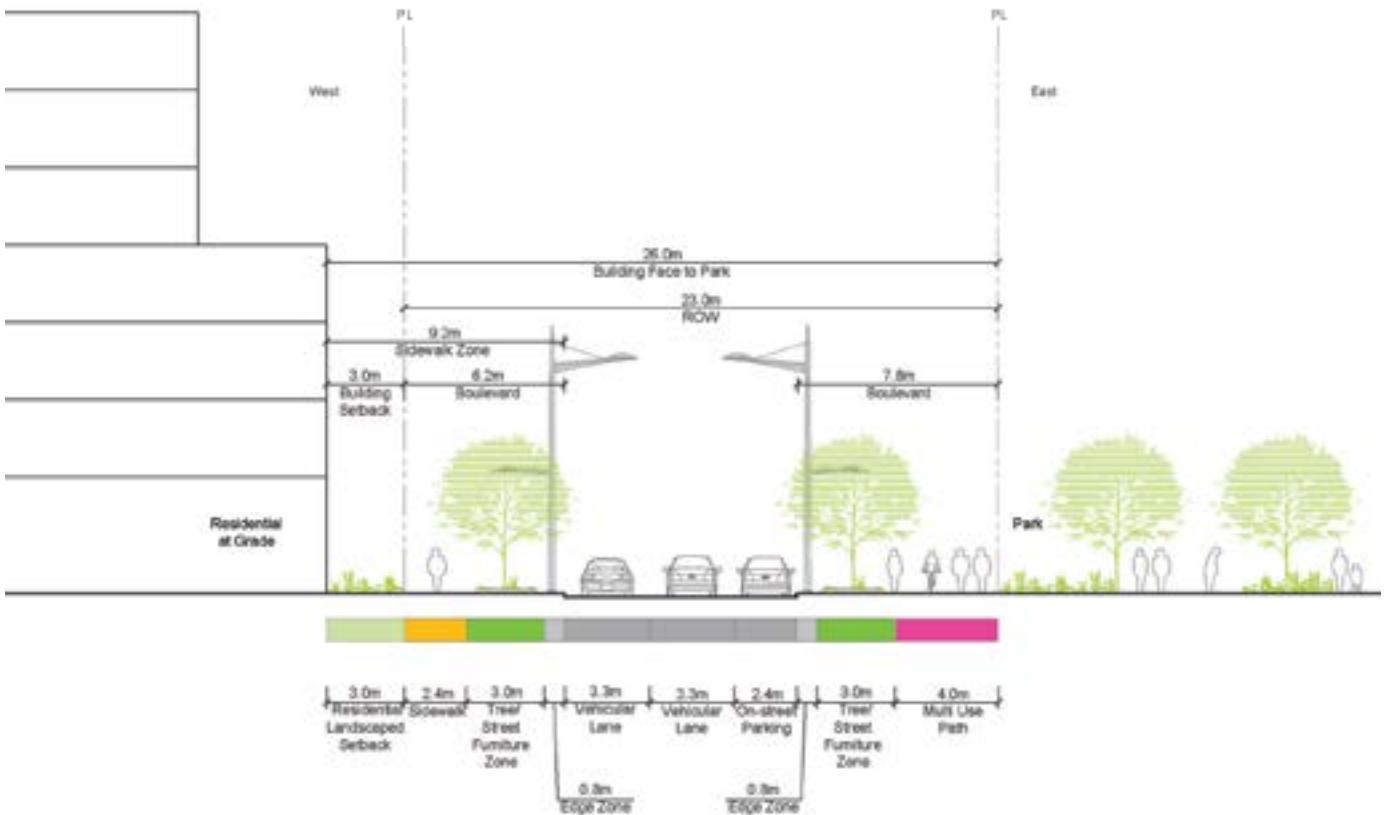 PL
PL
West
East
26.0m
Building Face to Park
23.0m
ROW
9.2m
Sidewalk Zone
3.0m
Building
Setback
6.2m
Boulevard
7.8m
Boulevard
Residential
at Grade
Park
3.0m
Residential
Landscaped
Setback
2.4m
Sidewalk
3.0m
Tree/
Street
Furniture
Zone
3.3m
Vehicular
Lane
3.3m
Vehicular
Lane
2.4m
On-street
Parking
3.0m
Tree/
Street
Furniture
Zone
4.0m
Multi Use
Path
0.8m
Edge Zone
0.8m
Edge Zone